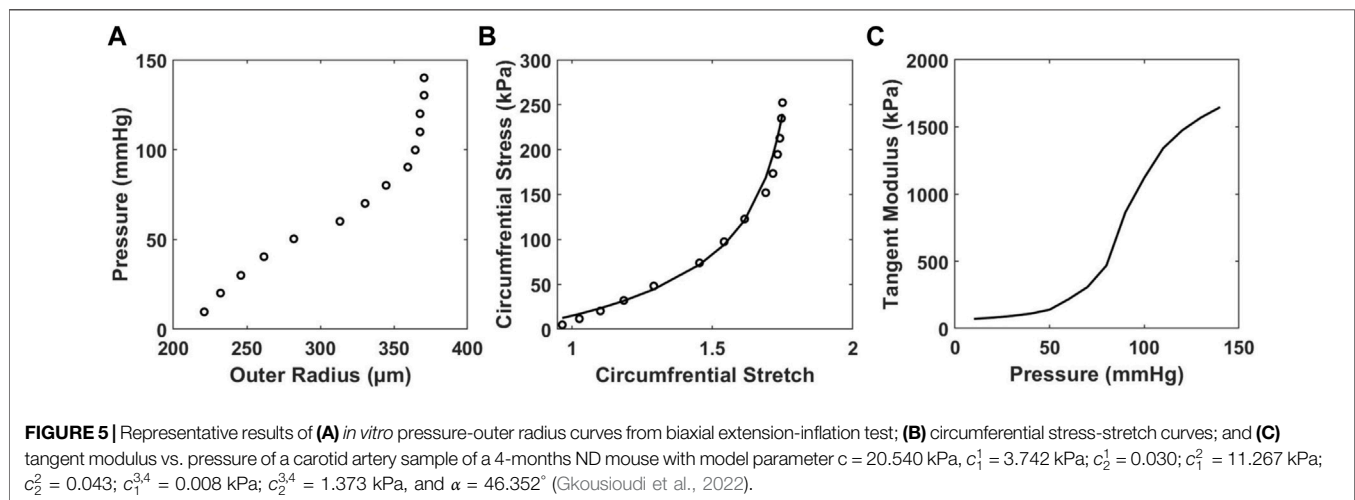 A
B
C
150
100
50
0
200
250
300
350
400
Pressure (mmHg)
Outer Radius (µm)
300
250
200
150
100
50
0
1
1.5
2
Circumfrential Stress (kPa)
Circumfrential Stretch
2000
1500
1000
500
0
0
50
100
150
Tangent Modulus (kPa)
Pressure (mmHg)
FIGURE 5 | Representative results of (A) in vitro pressure-outer radius curves from biaxial extension-inflation test; (B) circumferential stress-stretch curves; and (C)
tangent modulus vs. pressure of a carotid artery sample of a 4-months ND mouse with model parameter c = 20.540 kPa, c₁¹ = 3.742 kPa; c₂¹ = 0.030; c₁² = 11.267 kPa;
c₂² = 0.043; c₁³,⁴ = 0.008 kPa; c₂³,⁴ = 1.373 kPa, and α = 46.352° (Gkousioudi et al., 2022).